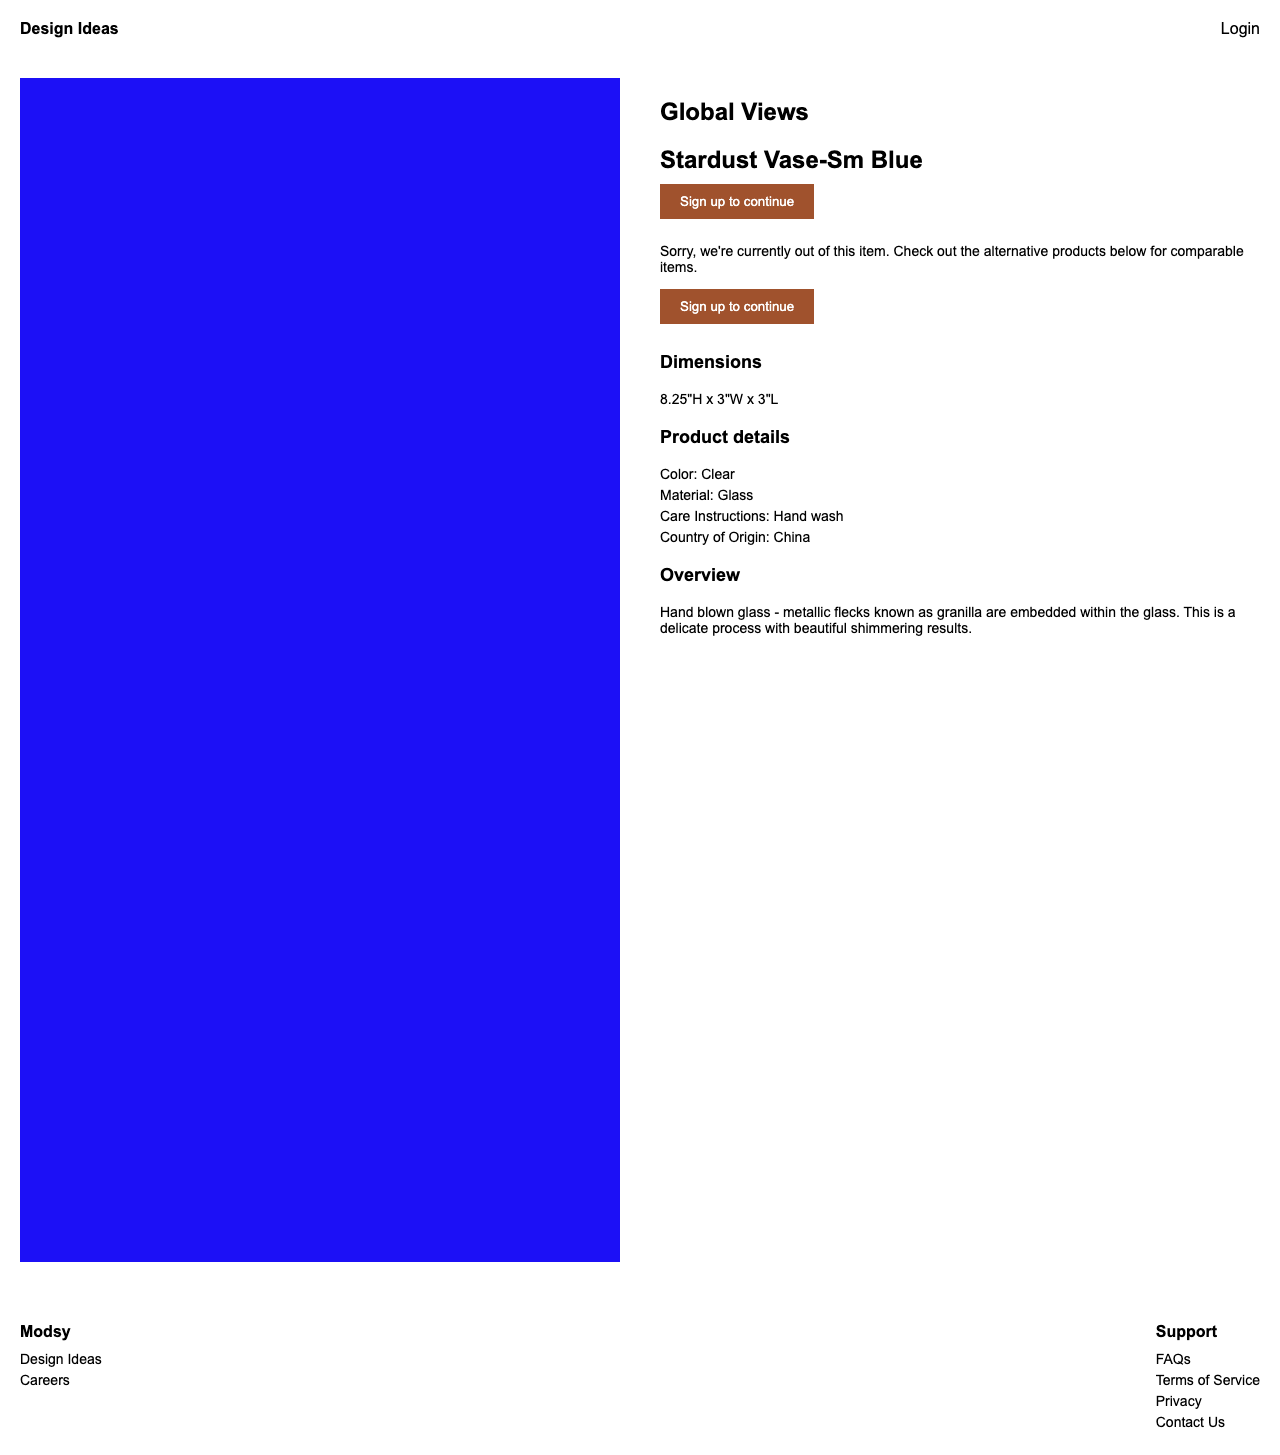 Design Ideas
Login
Global Views
Stardust Vase-Sm Blue
Sign up to continue
Sorry, we're currently out of this item. Check out the alternative products below for comparable
items.
Sign up to continue
Dimensions
8.25"H x 3"W x 3"L
Product details
Color: Clear
Material: Glass
Care Instructions: Hand wash
Country of Origin: China
Overview
Hand blown glass - metallic flecks known as granilla are embedded within the glass. This is a
delicate process with beautiful shimmering results.
Modsy
Design Ideas
Careers
Support
FAQs
Terms of Service
Privacy
Contact Us